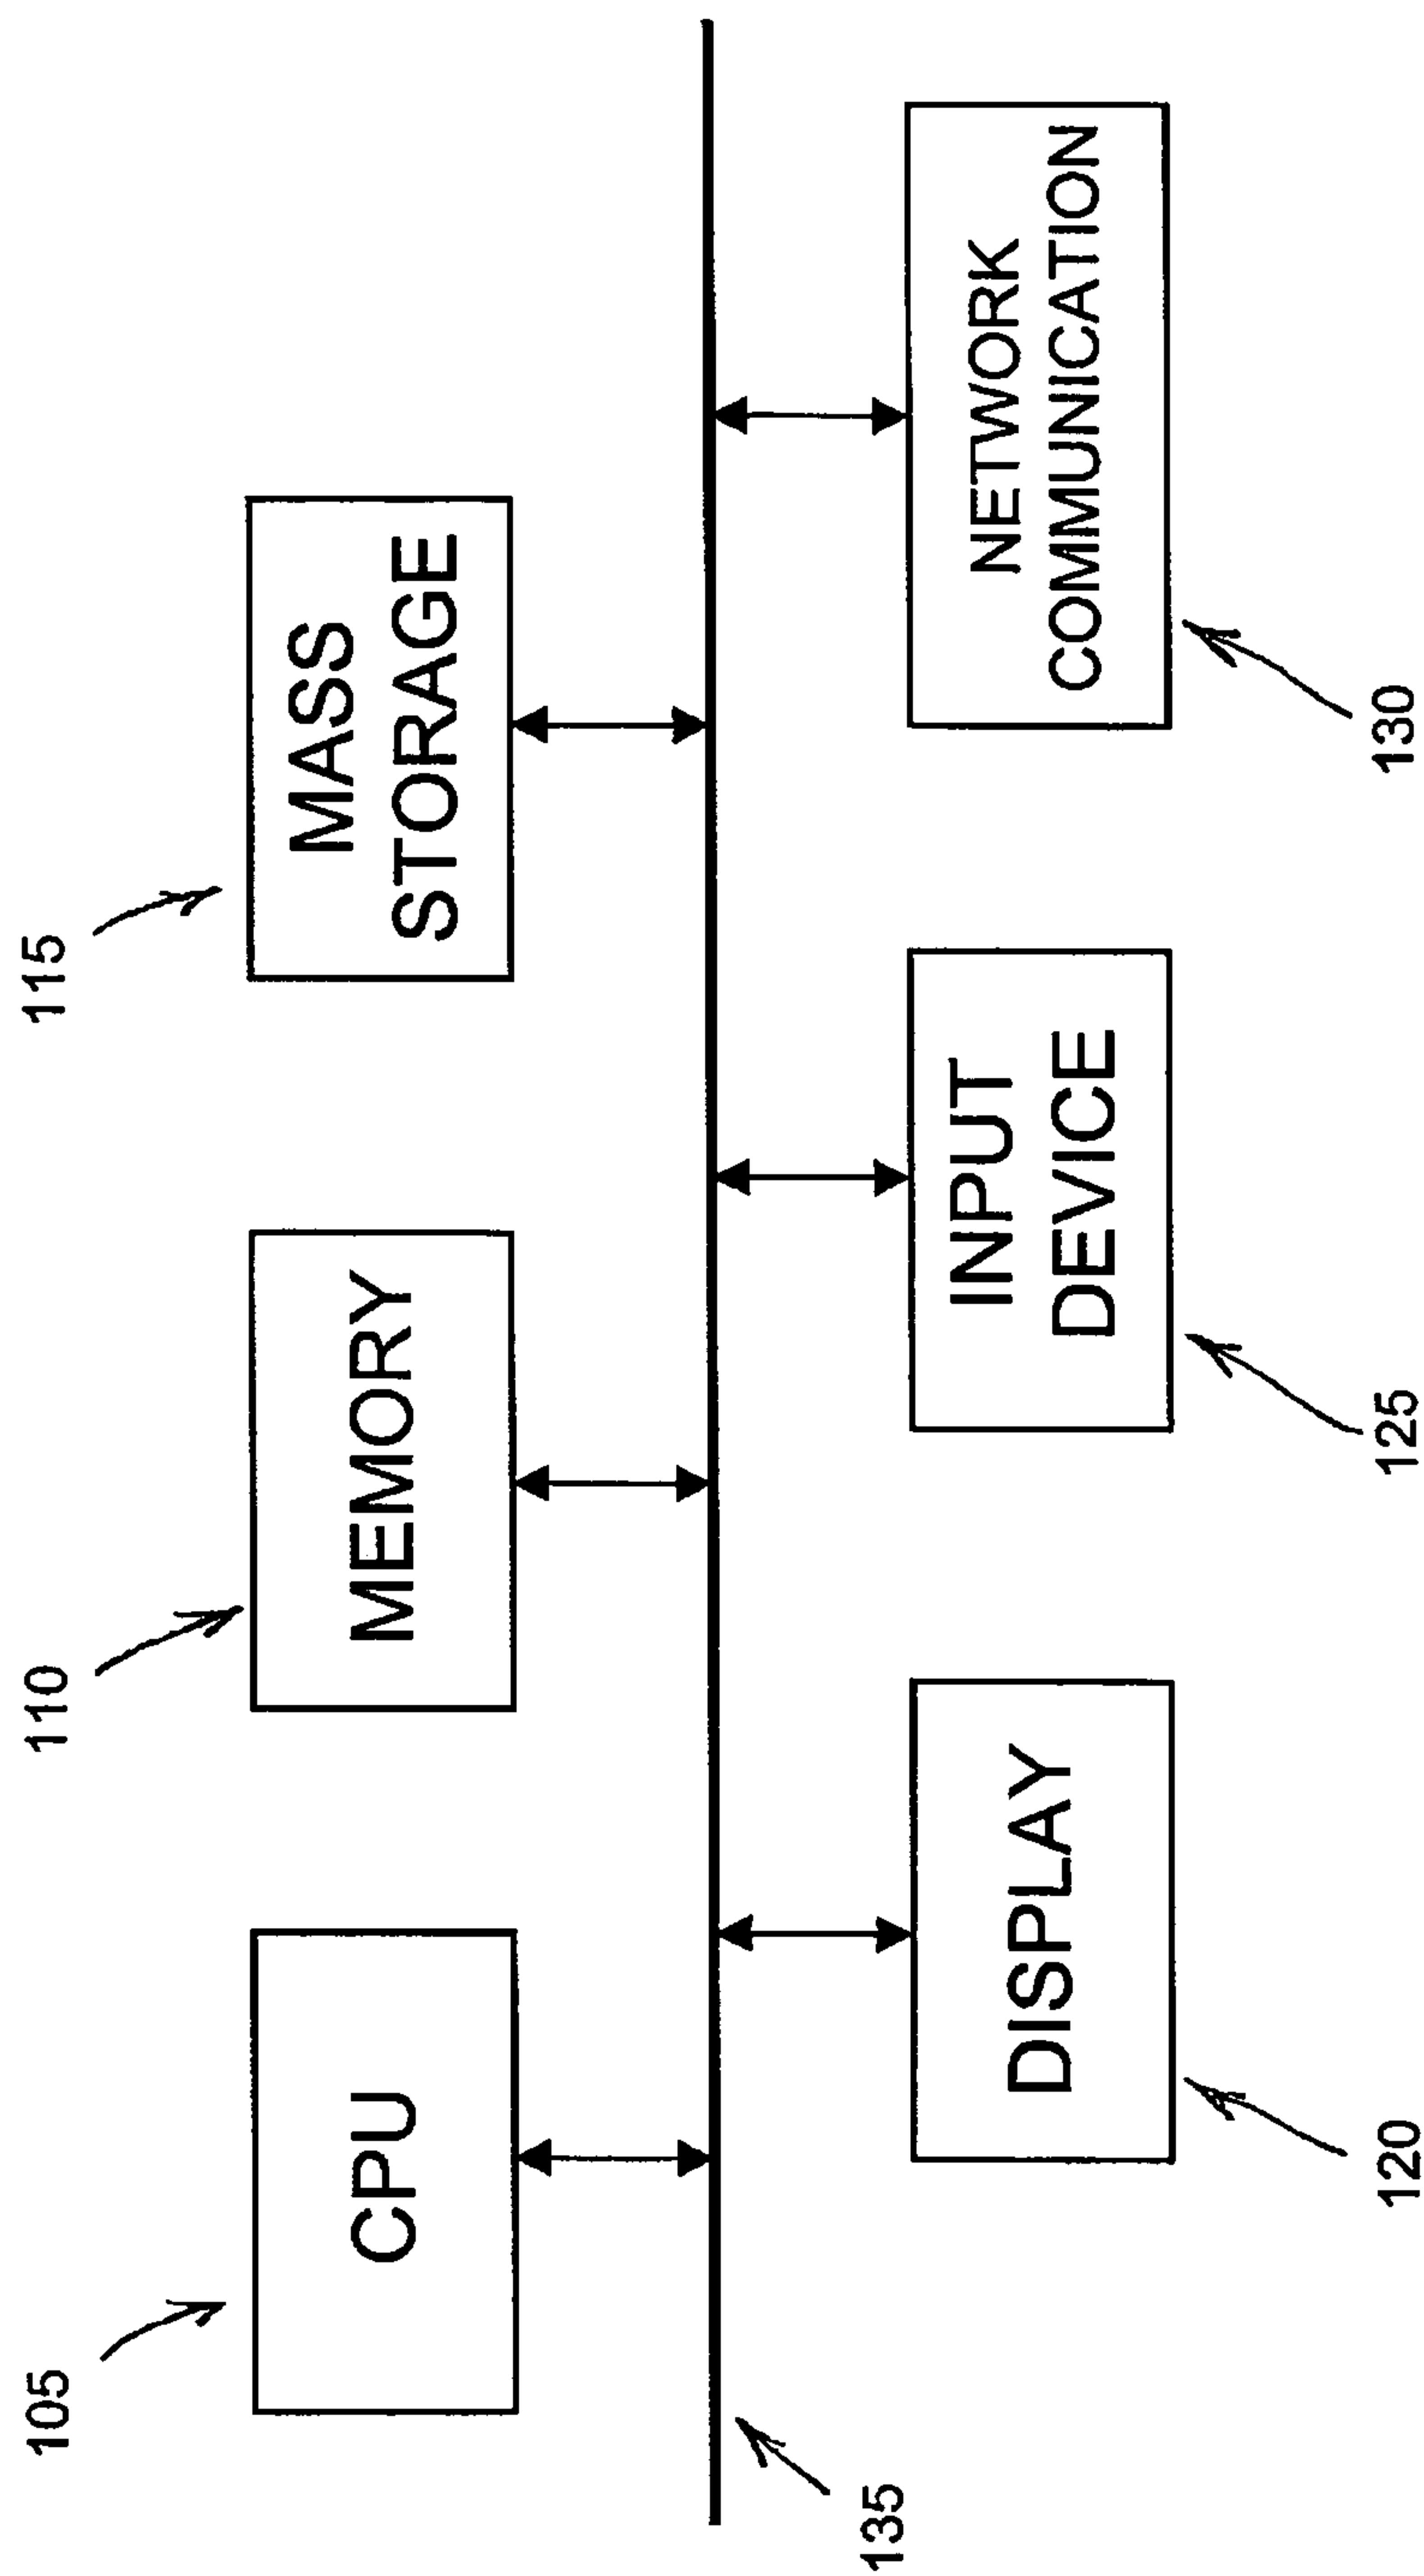 105
CPU
110
MEMORY
115
MASS
STORAGE
135
DISPLAY
120
INPUT
DEVICE
125
NETWORK
COMMUNICATION
130